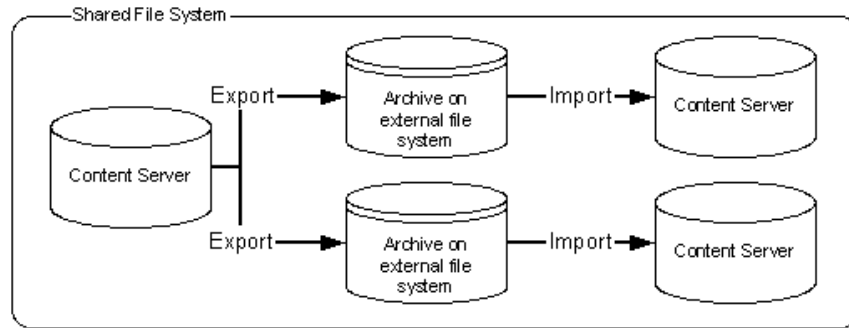 Shared File System
Export
Archive on
external file
system
Import
Content Server
Content Server
Export
Archive on
external file
system
Import
Content Server